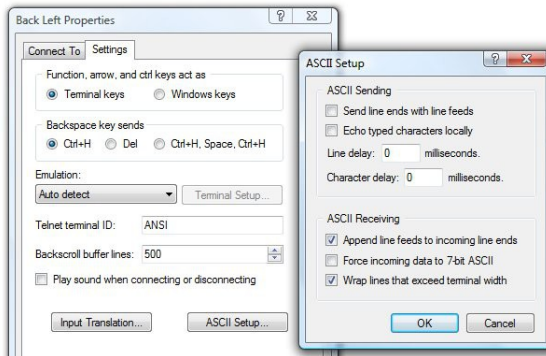 Back Left Properties
Connect To Settings
Function, arrow, and ctrl keys act as
Terminal keys Windows keys
Backspace key sends
Ctrl+H Del Ctrl+H, Space, Ctrl+H
Emulation:
Auto detect Terminal Setup...
Telnet terminal ID: ANSI
Backscroll buffer lines: 500
Play sound when connecting or disconnecting
Input Translation... ASCII Setup...
ASCII Setup
ASCII Sending
Send line ends with line feeds
Echo typed characters locally
Line delay: 0 milliseconds.
Character delay: 0 milliseconds.
ASCII Receiving
Append line feeds to incoming line ends
Force incoming data to 7-bit ASCII
Wrap lines that exceed terminal width
OK Cancel